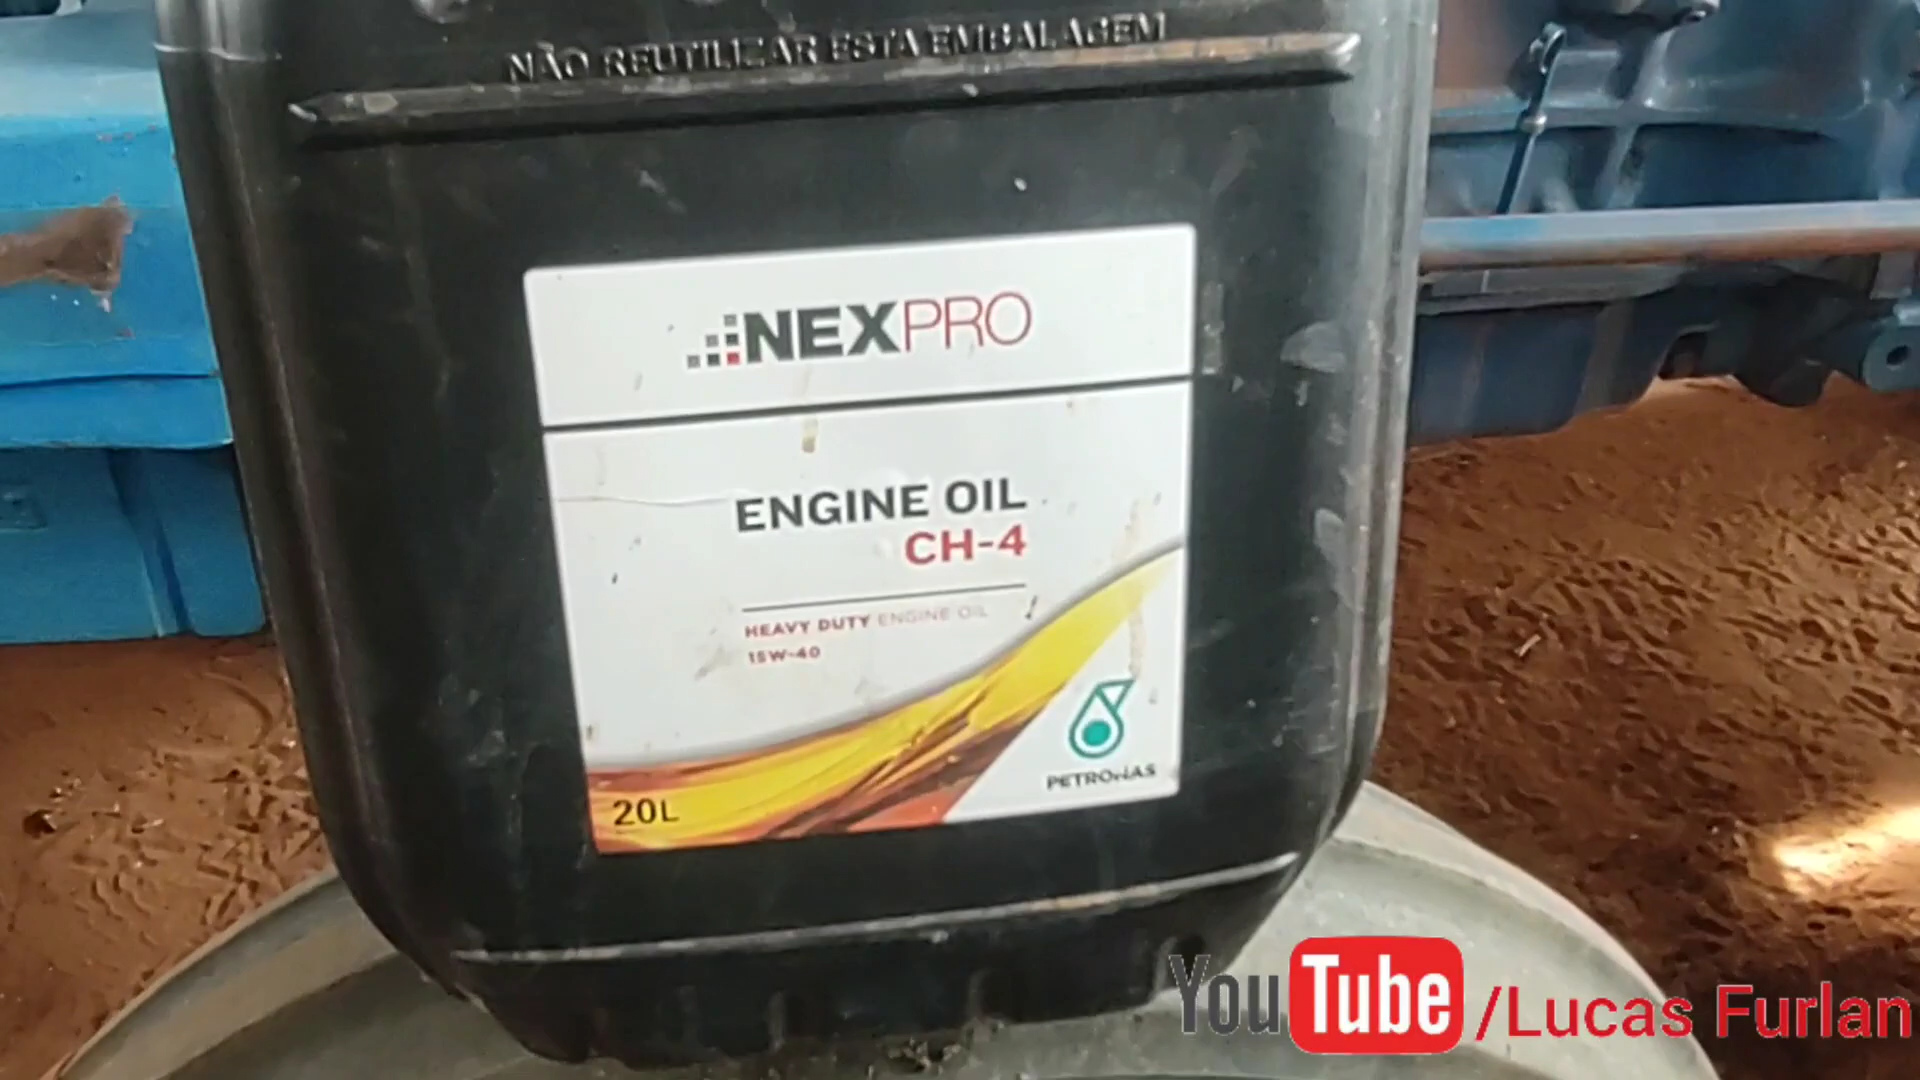 NÃO REUTILIZAR ESTA EMBALAGEM
NEXPRO
ENGINE OIL
CH-4
HEAVY DUTY ENGINE OIL
15W-40
PETRONAS
20L
YouTube /Lucas Furlan